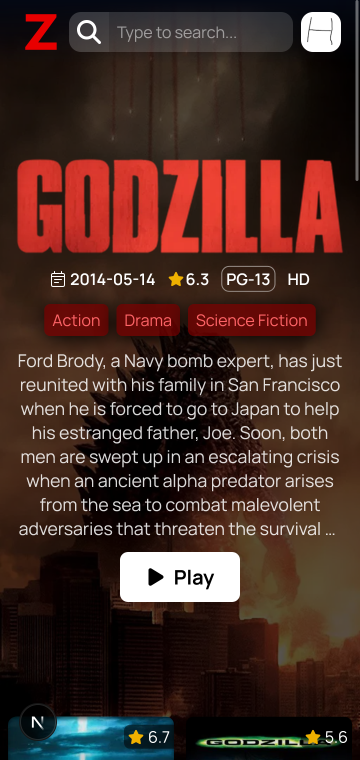 Z
Type to search...
GODZILLA
2014-05-14 6.3 PG-13 HD
Action Drama Science Fiction
Ford Brody, a Navy bomb expert, has just
reunited with his family in San Francisco
when he is forced to go to Japan to help
his estranged father, Joe. Soon, both
men are swept up in an escalating crisis
when an ancient alpha predator arises
from the sea to combat malevolent
adversaries that threaten the survival ...
Play
N
6.7
5.6